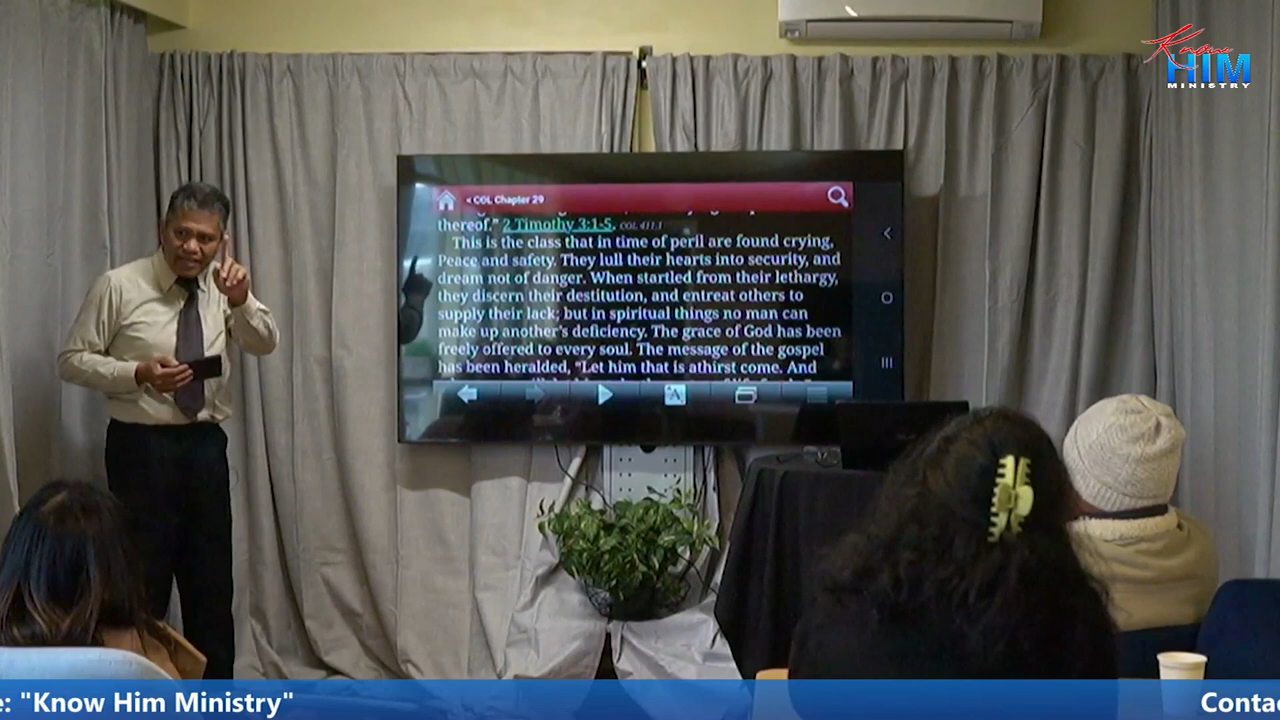 Know
HIM
MINISTRY
< COL Chapter 29
thereof." 2 Timothy 3:1-5. COL 411.1
This is the class that in time of peril are found crying,
Peace and safety. They lull their hearts into security, and
dream not of danger. When startled from their lethargy,
they discern their destitution, and entreat others to
supply their lack; but in spiritual things no man can
make up another's deficiency. The grace of God has been
freely offered to every soul. The message of the gospel
has been heralded, "Let him that is athirst come. And
A
e: "Know Him Ministry"
Contac